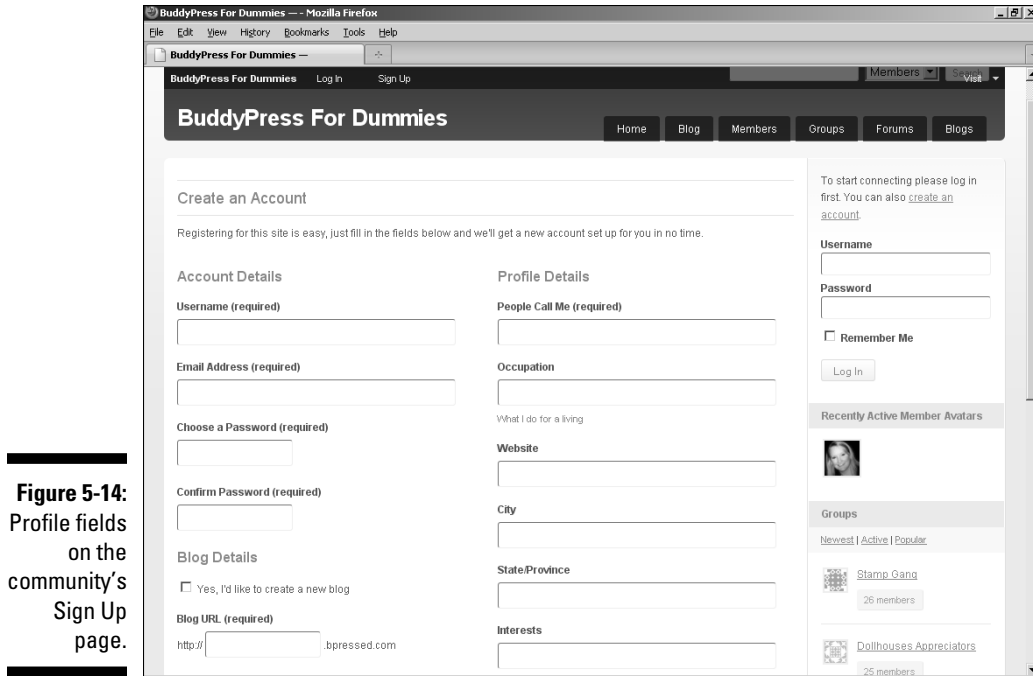 BuddyPress For Dummies — - Mozilla Firefox
File Edit View History Bookmarks Tools Help
BuddyPress For Dummies —
BuddyPress For Dummies Log In Sign Up Members Search Visit
BuddyPress For Dummies
Home Blog Members Groups Forums Blogs
Create an Account
Registering for this site is easy, just fill in the fields below and we'll get a new account set up for you in no time.
Account Details
Username (required)
Email Address (required)
Choose a Password (required)
Confirm Password (required)
Blog Details
Yes, I'd like to create a new blog
Blog URL (required)
http:// .bpressed.com
Profile Details
People Call Me (required)
Occupation
What I do for a living
Website
City
State/Province
Interests
To start connecting please log in
first. You can also create an
account.
Username
Password
Remember Me
Log In
Recently Active Member Avatars
Groups
Newest | Active | Popular
Stamp Gang
26 members
Dollhouses Appreciators
25 members
Figure 5-14:
Profile fields
on the
community's
Sign Up
page.